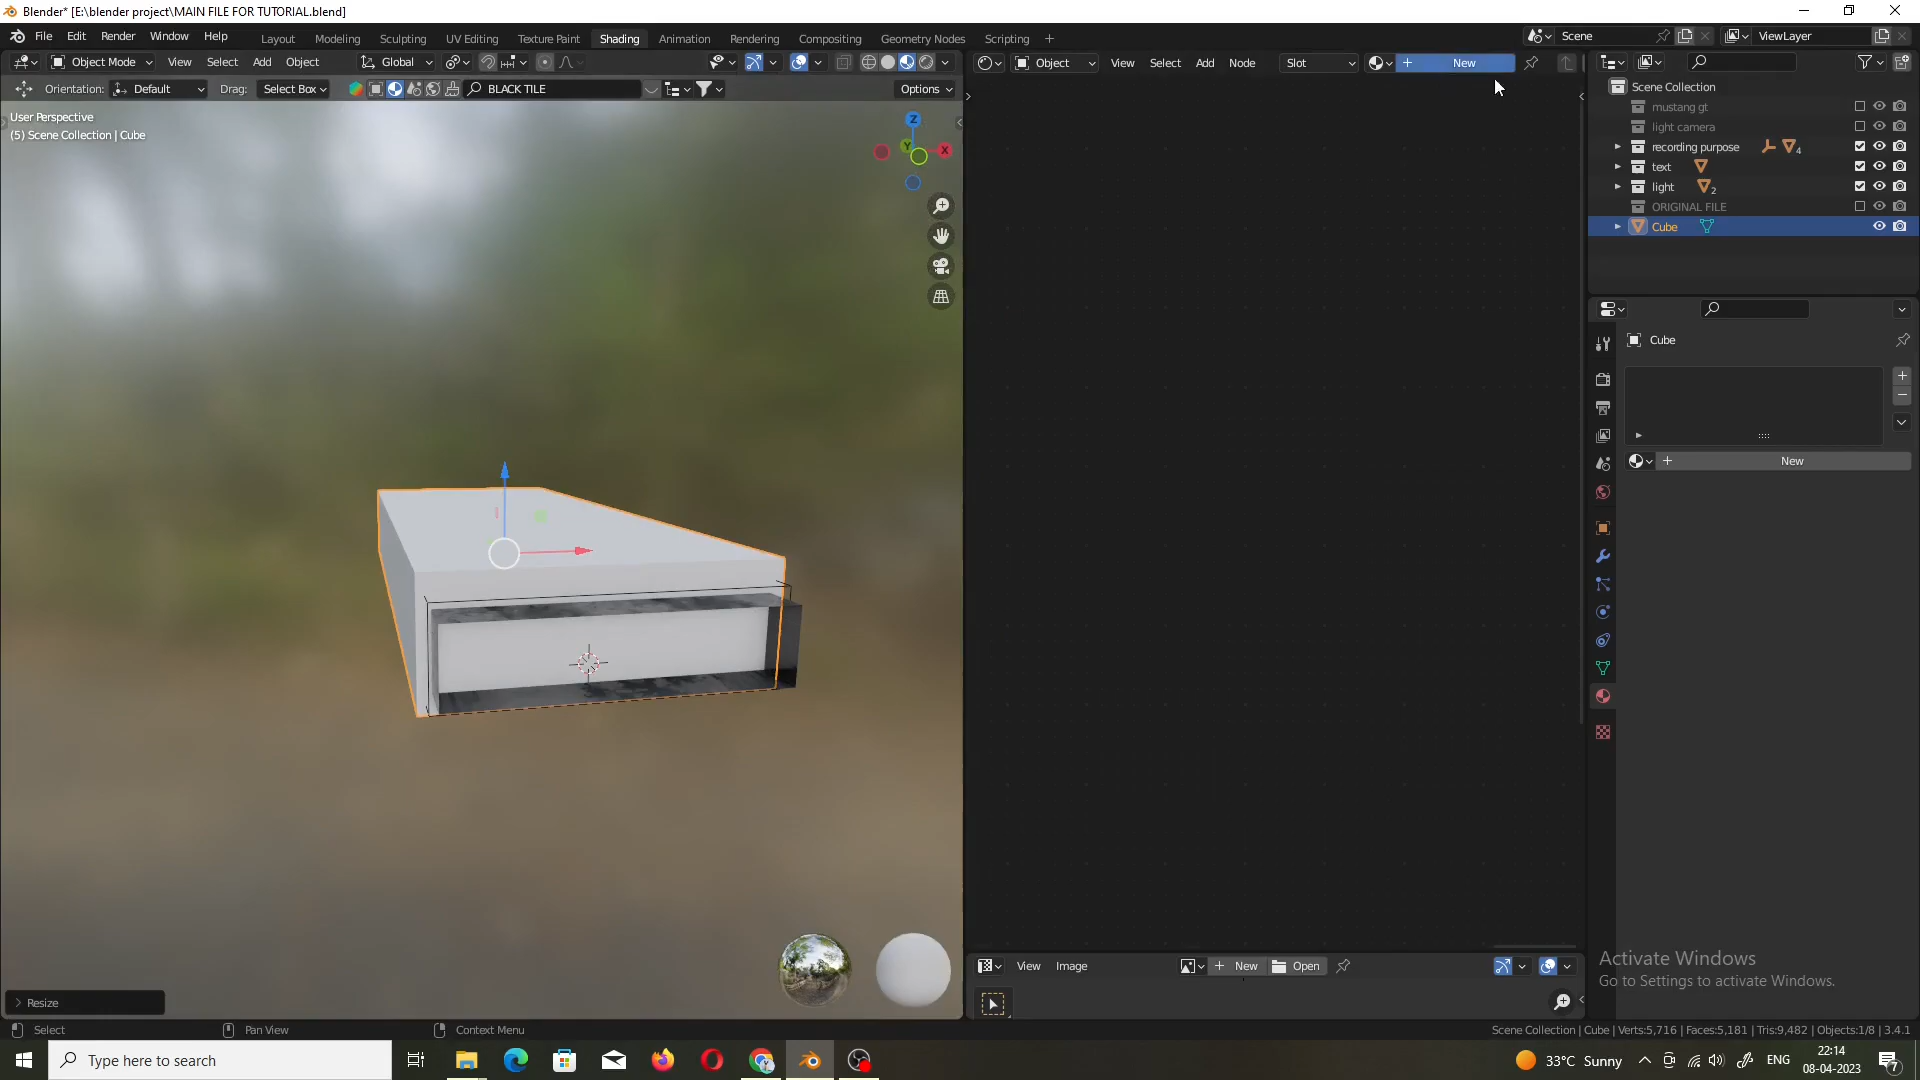 Blender* [E:\blender project\MAIN FILE FOR TUTORIAL.blend]
File Edit Render Window Help Layout Modeling Sculpting UV Editing Texture Paint Shading Animation Rendering Compositing Geometry Nodes Scripting + Scene ViewLayer
Object Mode View Select Add Object Global Object View Select Add Node Slot New
Orientation: Default Drag: Select Box BLACK TILE Options
User Perspective
(5) Scene Collection | Cube
Z
Y
X
Resize
View Image New Open
Scene Collection
mustang gt
light camera
recording purpose 4
text
light 2
ORIGINAL FILE
Cube
Cube
New
Activate Windows
Go to Settings to activate Windows.
Select Pan View Context Menu Scene Collection | Cube | Verts:5,716 | Faces:5,181 | Tris:9,482 | Objects:1/8 | 3.4.1
Type here to search
33°C Sunny
ENG
22:14
08-04-2023
7